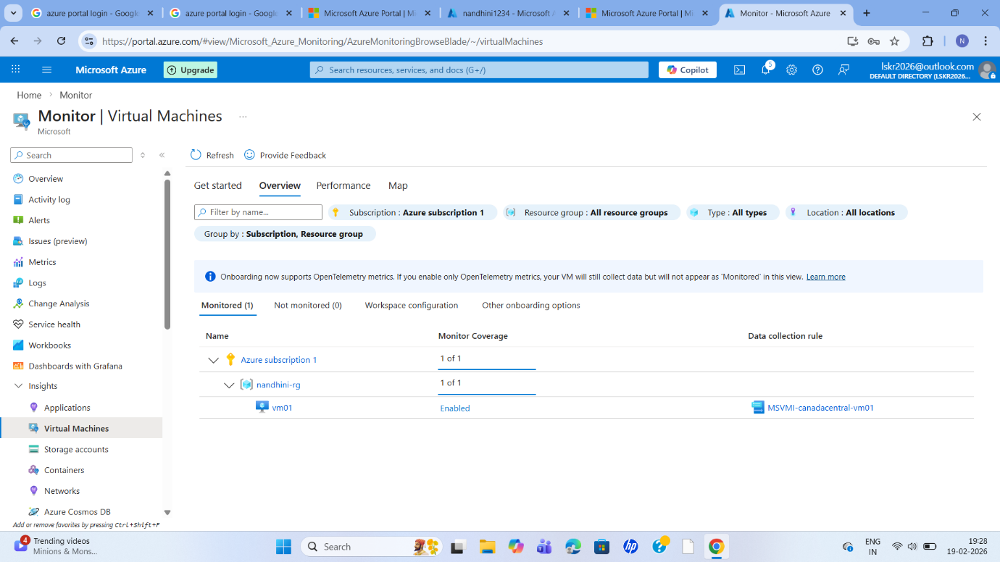 azure portal login - Google
azure portal login - Google
Microsoft Azure Portal | Mi
nandhini1234 - Microsoft A
Microsoft Azure Portal | Mi
Monitor - Microsoft Azure
https://portal.azure.com/#view/Microsoft_Azure_Monitoring/AzureMonitoringBrowseBlade/~/virtualMachines
N
Microsoft Azure
Upgrade
Search resources, services, and docs (G+/)
Copilot
5
lskr2026@outlook.com
DEFAULT DIRECTORY (LSKR2026...
Home > Monitor
Monitor | Virtual Machines ...
Microsoft
Search
Refresh
Provide Feedback
Overview
Activity log
Alerts
Issues (preview)
Metrics
Logs
Change Analysis
Service health
Workbooks
Dashboards with Grafana
Insights
Applications
Virtual Machines
Storage accounts
Containers
Networks
Azure Cosmos DB
Add or remove favorites by pressing Ctrl+Shift+F
Get started
Overview
Performance
Map
Filter by name...
Subscription : Azure subscription 1
Resource group : All resource groups
Type : All types
Location : All locations
Group by : Subscription, Resource group
Onboarding now supports OpenTelemetry metrics. If you enable only OpenTelemetry metrics, your VM will still collect data but will not appear as 'Monitored' in this view. Learn more
Monitored (1)
Not monitored (0)
Workspace configuration
Other onboarding options
Name
Monitor Coverage
Data collection rule
Azure subscription 1
1 of 1
nandhini-rg
1 of 1
vm01
Enabled
MSVMI-canadacentral-vm01
4
Trending videos
Minions & Mons...
Search
ENG
IN
19:28
19-02-2026